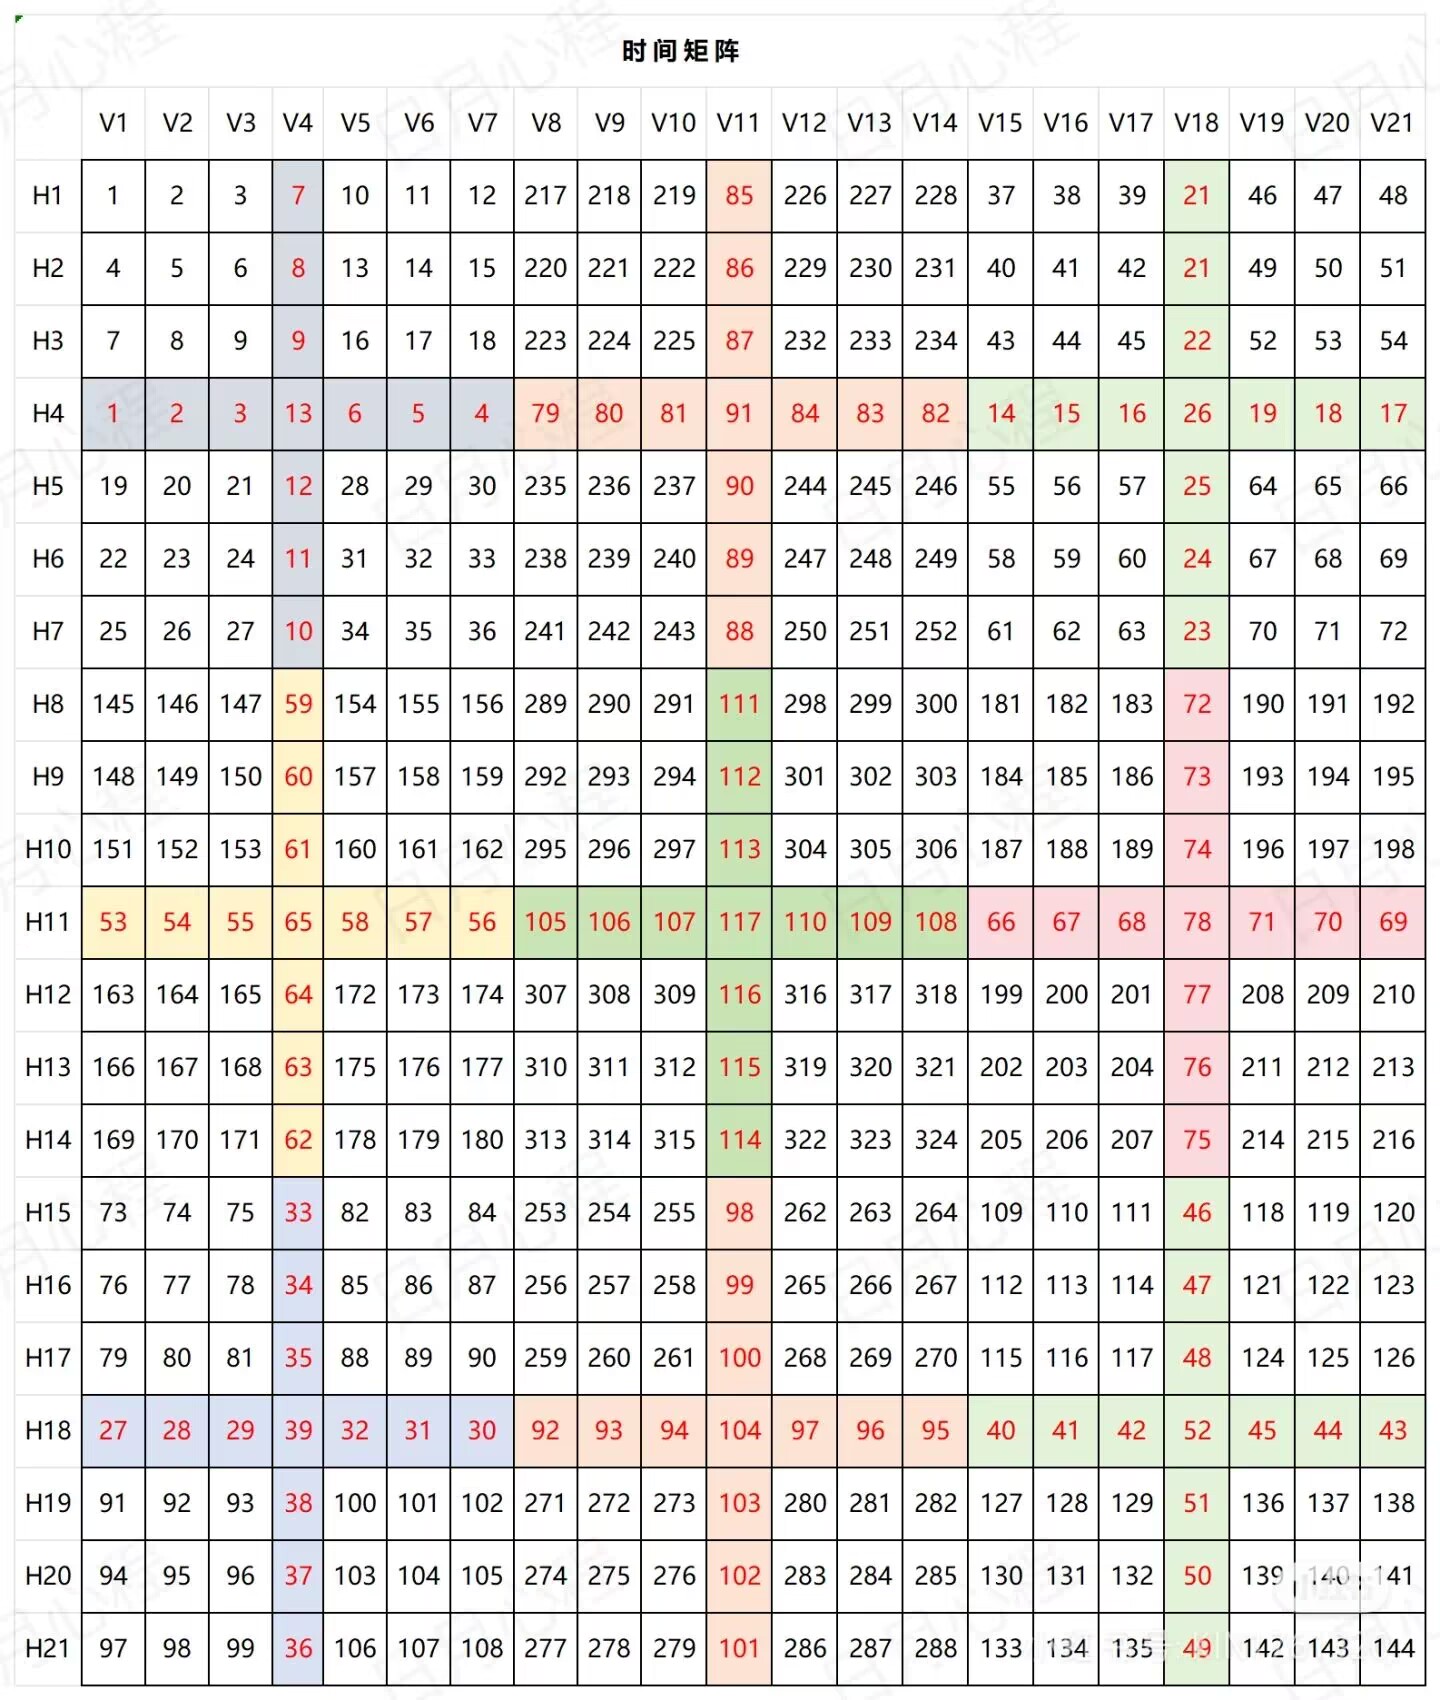 时间矩阵
V1 V2 V3 V4 V5 V6 V7 V8 V9 V10 V11 V12 V13 V14 V15 V16 V17 V18 V19 V20 V21
H1 1 2 3 7 10 11 12 217 218 219 85 226 227 228 37 38 39 21 46 47 48
H2 4 5 6 8 13 14 15 220 221 222 86 229 230 231 40 41 42 21 49 50 51
H3 7 8 9 9 16 17 18 223 224 225 87 232 233 234 43 44 45 22 52 53 54
H4 1 2 3 13 6 5 4 79 80 81 91 84 83 82 14 15 16 26 19 18 17
H5 19 20 21 12 28 29 30 235 236 237 90 244 245 246 55 56 57 25 64 65 66
H6 22 23 24 11 31 32 33 238 239 240 89 247 248 249 58 59 60 24 67 68 69
H7 25 26 27 10 34 35 36 241 242 243 88 250 251 252 61 62 63 23 70 71 72
H8 145 146 147 59 154 155 156 289 290 291 111 298 299 300 181 182 183 72 190 191 192
H9 148 149 150 60 157 158 159 292 293 294 112 301 302 303 184 185 186 73 193 194 195
H10 151 152 153 61 160 161 162 295 296 297 113 304 305 306 187 188 189 74 196 197 198
H11 53 54 55 65 58 57 56 105 106 107 117 110 109 108 66 67 68 78 71 70 69
H12 163 164 165 64 172 173 174 307 308 309 116 316 317 318 199 200 201 77 208 209 210
H13 166 167 168 63 175 176 177 310 311 312 115 319 320 321 202 203 204 76 211 212 213
H14 169 170 171 62 178 179 180 313 314 315 114 322 323 324 205 206 207 75 214 215 216
H15 73 74 75 33 82 83 84 253 254 255 98 262 263 264 109 110 111 46 118 119 120
H16 76 77 78 34 85 86 87 256 257 258 99 265 266 267 112 113 114 47 121 122 123
H17 79 80 81 35 88 89 90 259 260 261 100 268 269 270 115 116 117 48 124 125 126
H18 27 28 29 39 32 31 30 92 93 94 104 97 96 95 40 41 42 52 45 44 43
H19 91 92 93 38 100 101 102 271 272 273 103 280 281 282 127 128 129 51 136 137 138
H20 94 95 96 37 103 104 105 274 275 276 102 283 284 285 130 131 132 50 139 140 141
H21 97 98 99 36 106 107 108 277 278 279 101 286 287 288 133 134 135 49 142 143 144
日月心程